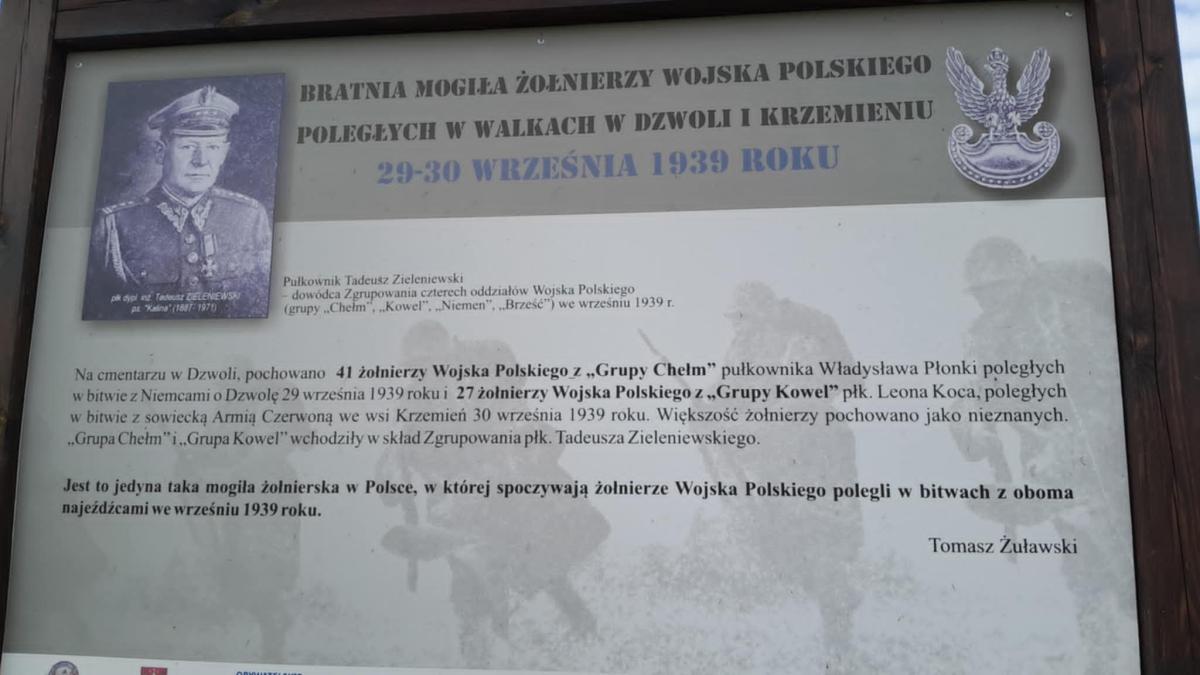 BRATNIA MOGIŁA ŻOŁNIERZY WOJSKA POLSKIEGO
POLEGŁYCH W WALKACH W DZWOLI I KRZEMIENIU
29-30 WRZEŚNIA 1939 ROKU
płk dypl. inż. Tadeusz ZIELENIEWSKI
ps. "Kalina" (1887- 1971)
Pułkownik Tadeusz Zieleniewski
– dowódca Zgrupowania czterech oddziałów Wojska Polskiego
(grupy „Chełm", „Kowel", „Niemen", „Brześć") we wrześniu 1939 r.
Na cmentarzu w Dzwoli, pochowano 41 żołnierzy Wojska Polskiego z „Grupy Chełm" pułkownika Władysława Płonki poległych
w bitwie z Niemcami o Dzwolę 29 września 1939 roku i 27 żołnierzy Wojska Polskiego z „Grupy Kowel" płk. Leona Koca, poległych
w bitwie z sowiecką Armią Czerwoną we wsi Krzemień 30 września 1939 roku. Większość żołnierzy pochowano jako nieznanych.
„Grupa Chełm" i „Grupa Kowel" wchodziły w skład Zgrupowania płk. Tadeusza Zieleniewskiego.
Jest to jedyna taka mogiła żołnierska w Polsce, w której spoczywają żołnierze Wojska Polskiego polegli w bitwach z oboma
najeźdźcami we wrześniu 1939 roku.
Tomasz Żuławski